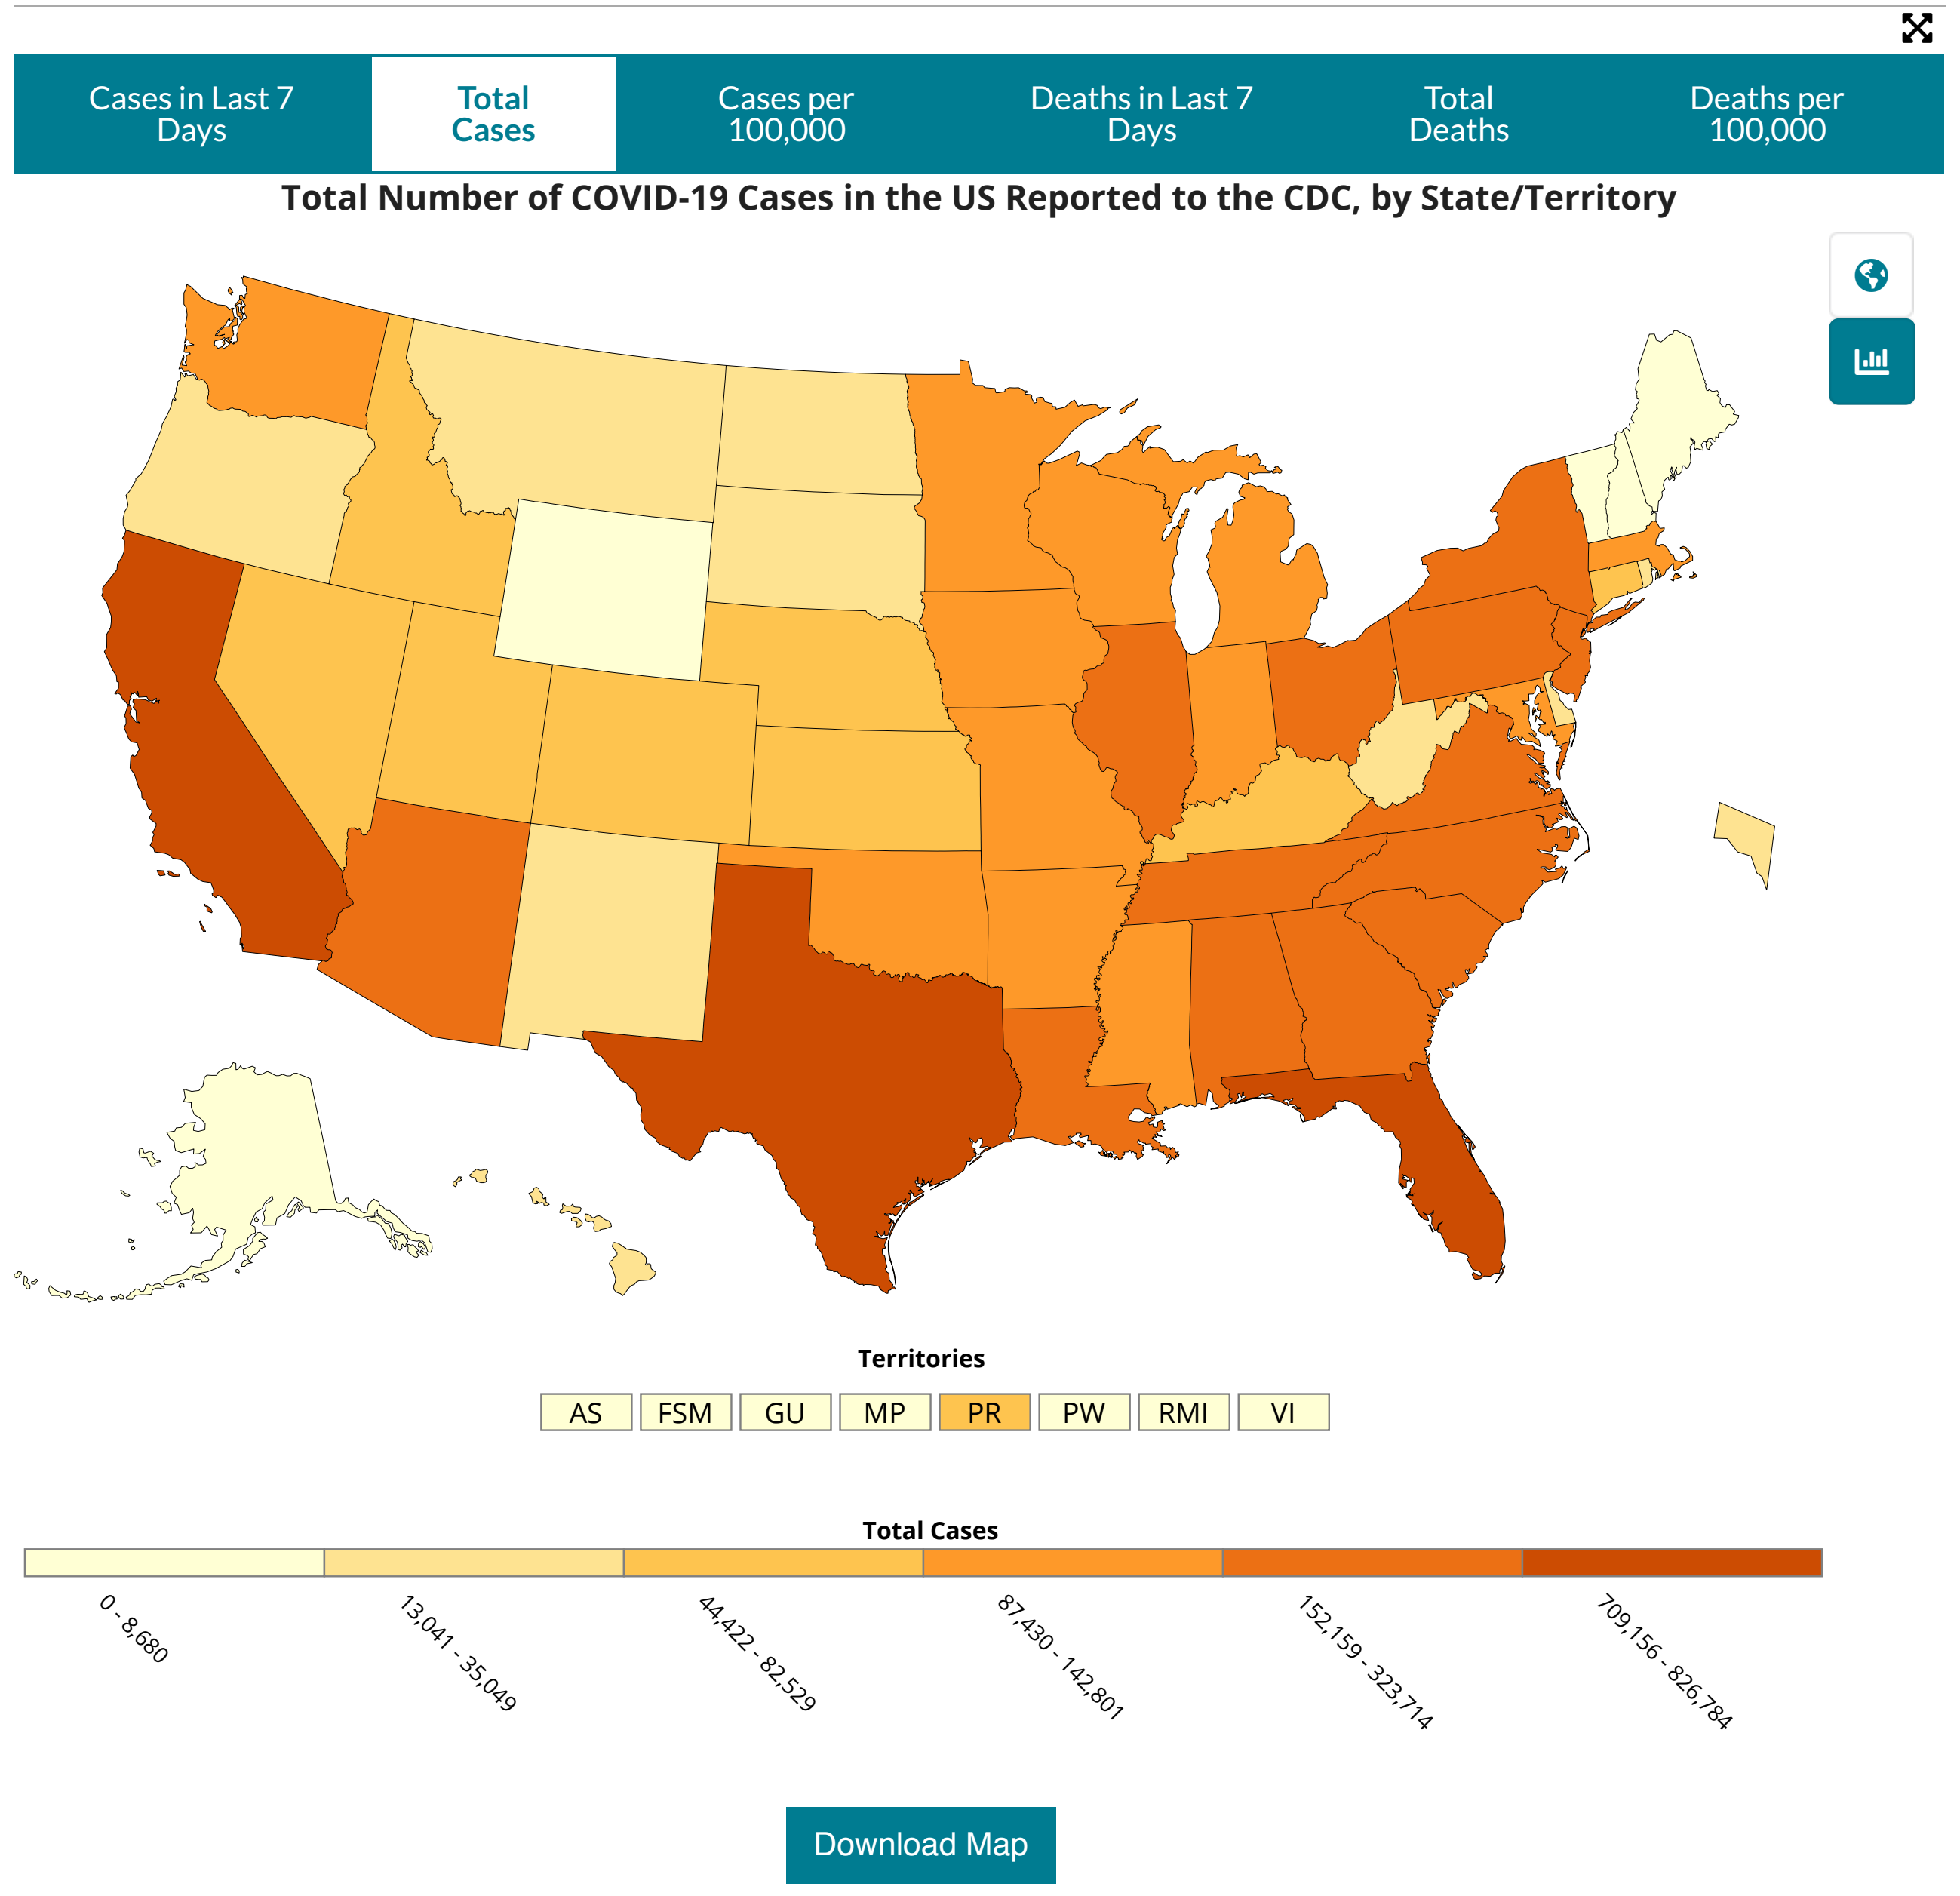 Cases in Last 7
Days
Total
Cases
Cases per
100,000
Deaths in Last 7
Days
Total
Deaths
Deaths per
100,000
Total Number of COVID-19 Cases in the US Reported to the CDC, by State/Territory
Territories
AS FSM GU MP PR PW RMI VI
Total Cases
0 - 8,680
13,041 - 35,049
44,422 - 82,529
87,430 - 142,801
152,159 - 323,714
709,156 - 826,784
Download Map